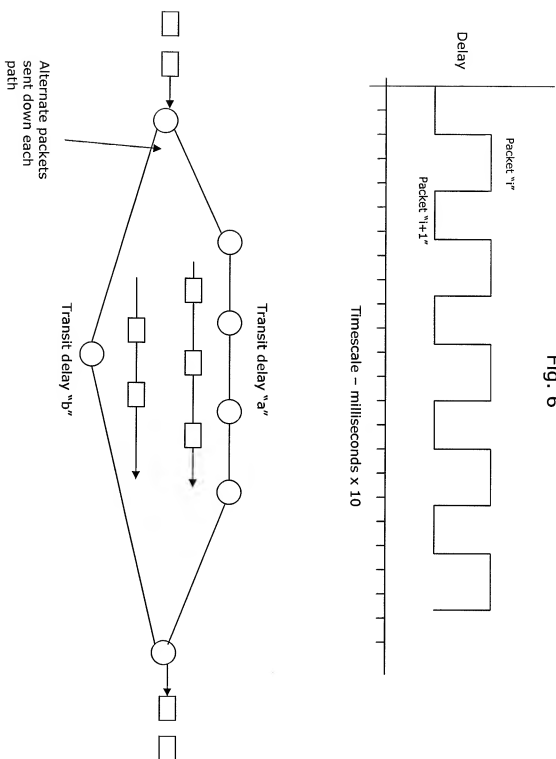 Fig. 6
Delay
Packet "i"
Packet "i+1"
Timescale – milliseconds x 10
Transit delay "a"
Transit delay "b"
Alternate packets
sent down each
path